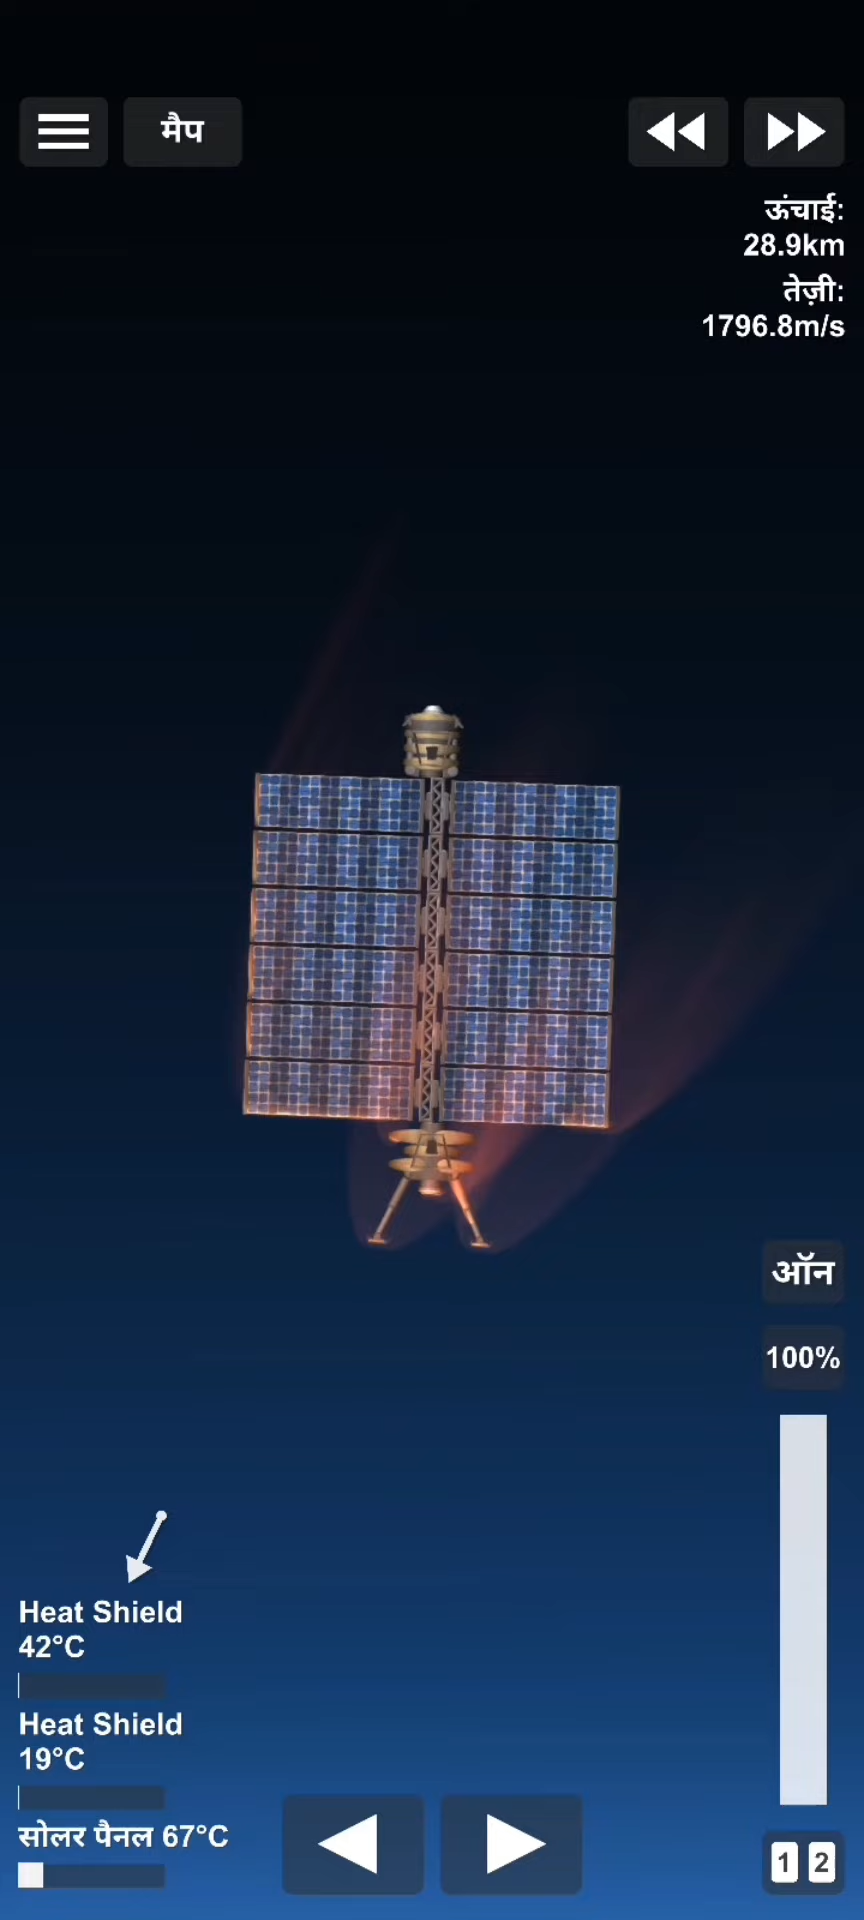 मैप
ऊंचाई:
28.9km
तेज़ी:
1796.8m/s
ऑन
100%
Heat Shield
42°C
Heat Shield
19°C
सोलर पैनल 67°C
1 2